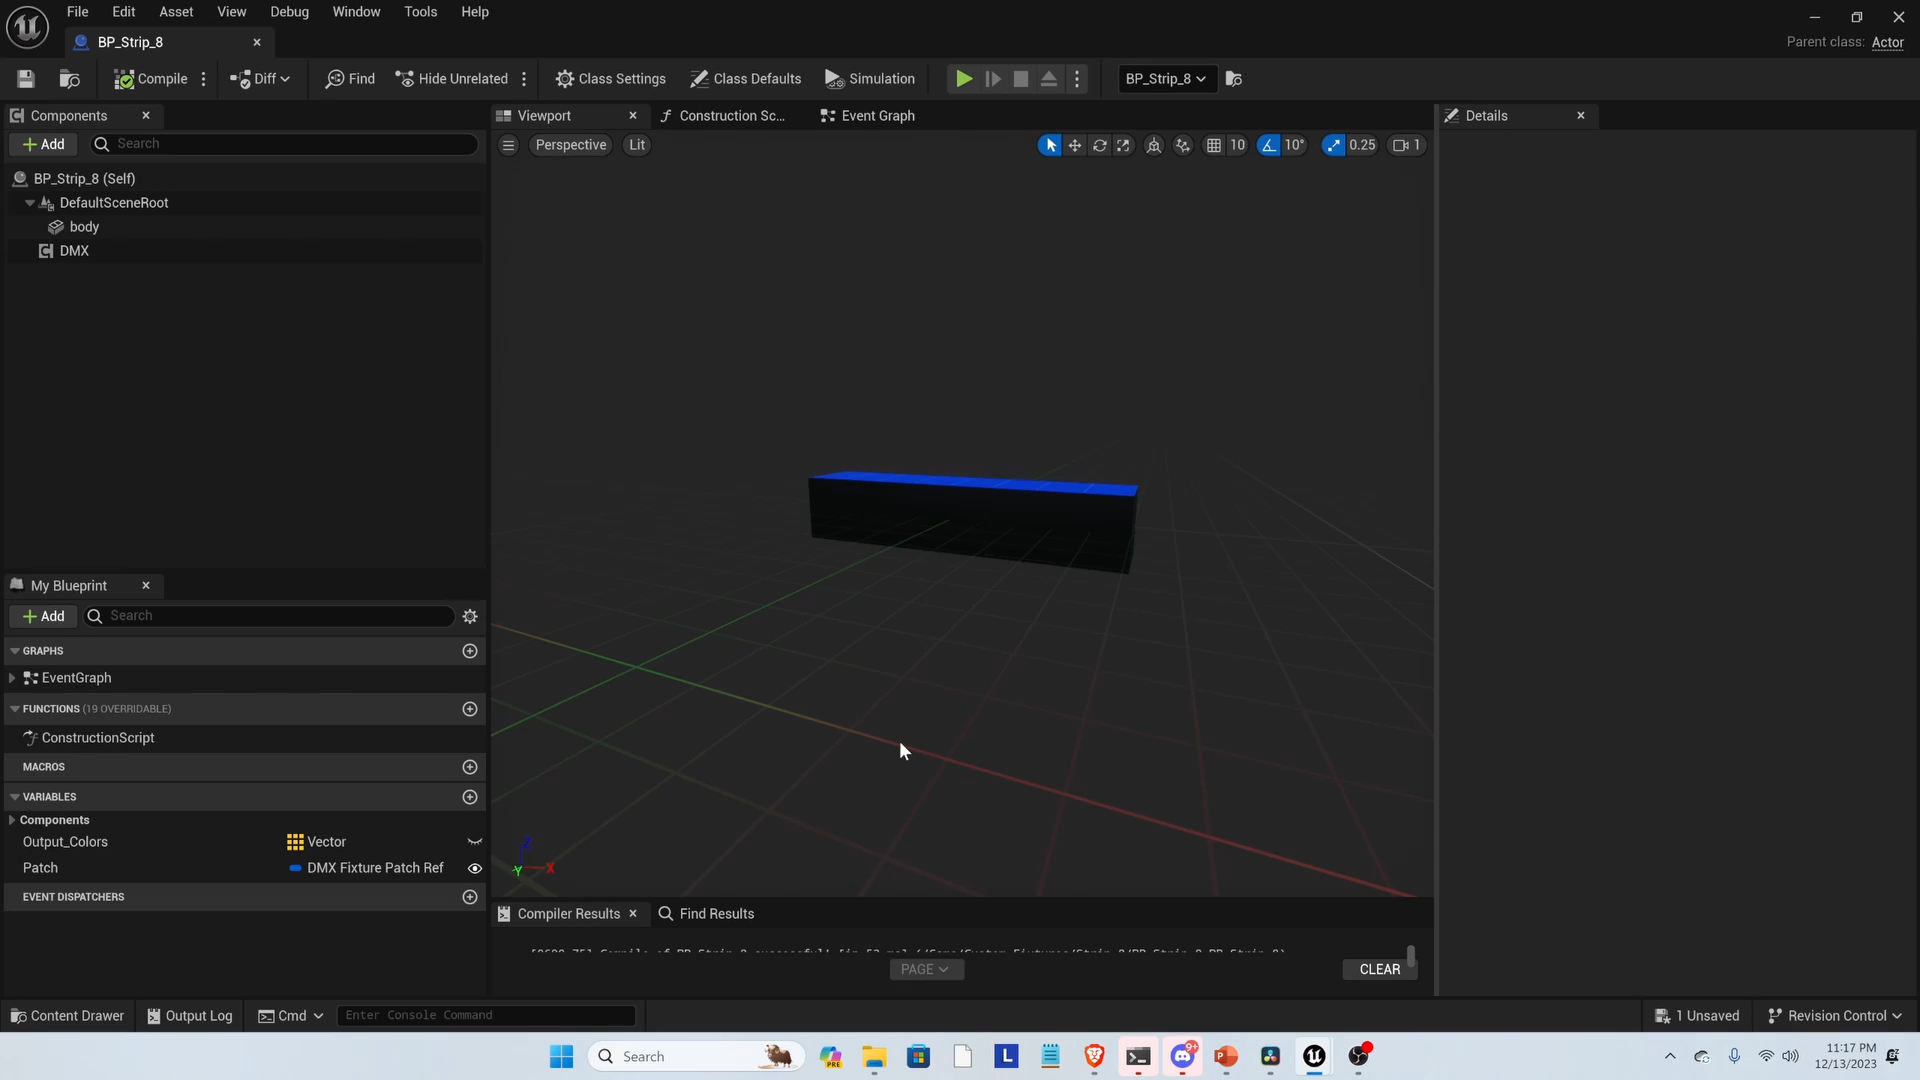 File Edit Asset View Debug Window Tools Help
BP_Strip_8
Parent class: Actor
Compile Diff Find Hide Unrelated Class Settings Class Defaults Simulation BP_Strip_8
Components Viewport Construction Sc... Event Graph Details
Add Search Perspective Lit 10 10° 0.25 1
BP_Strip_8 (Self)
DefaultSceneRoot
body
DMX
My Blueprint
Add Search
GRAPHS
EventGraph
FUNCTIONS (19 OVERRIDABLE)
ConstructionScript
MACROS
VARIABLES
Components
Output_Colors Vector
Patch DMX Fixture Patch Ref
EVENT DISPATCHERS
Z
Y X
Compiler Results Find Results
PAGE CLEAR
Content Drawer Output Log Cmd Enter Console Command 1 Unsaved Revision Control
Search PRE L 9+ 11:17 PM
12/13/2023